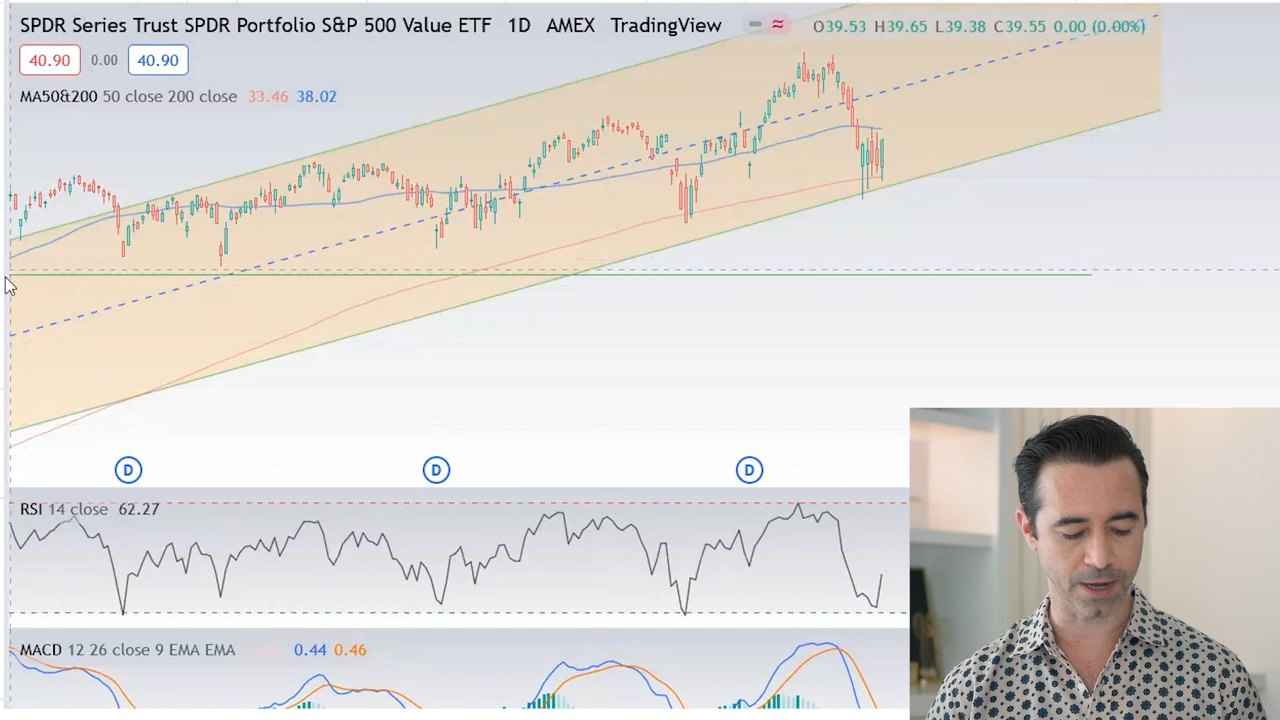 SPDR Series Trust SPDR Portfolio S&P 500 Value ETF 1D AMEX TradingView O39.53 H39.65 L39.38 C39.55 0.00 (0.00%)
40.90 0.00 40.90
MA50&200 50 close 200 close 33.46 38.02
D D D
RSI 14 close 62.27
MACD 12 26 close 9 EMA EMA 0.44 0.46